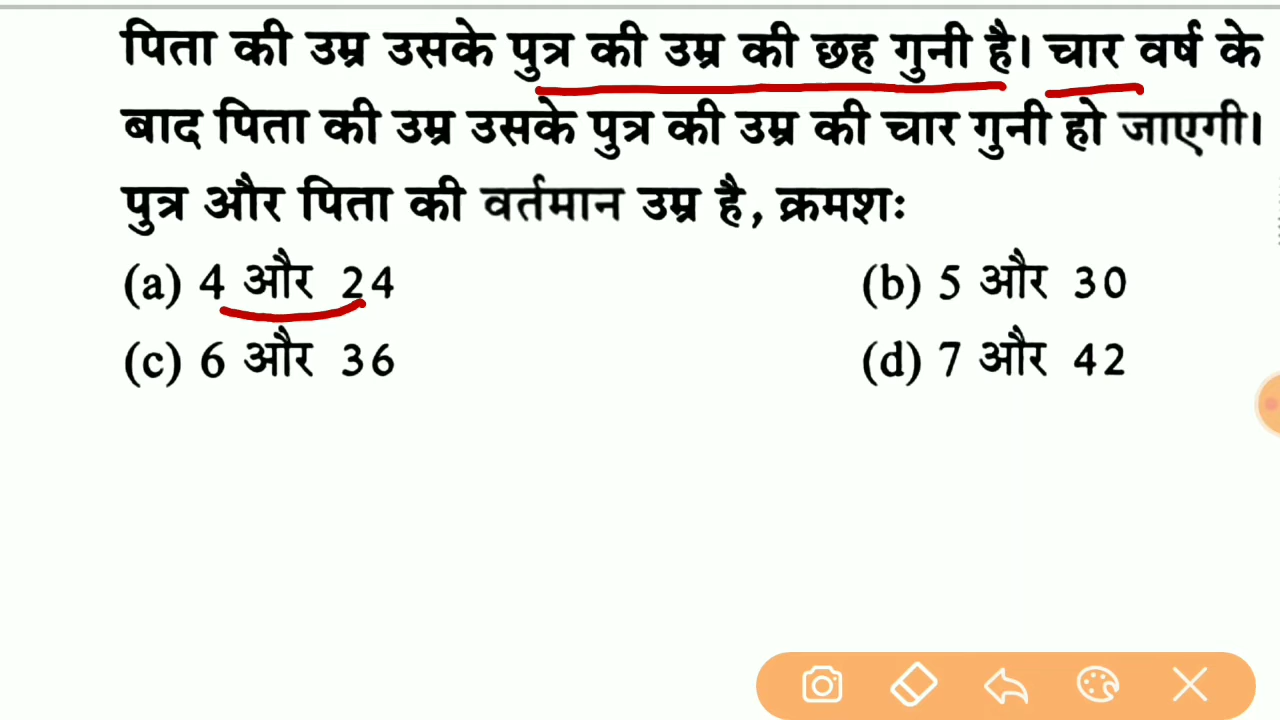 पिता की उम्र उसके पुत्र की उम्र की छह गुनी है। चार वर्ष के
बाद पिता की उम्र उसके पुत्र की उम्र की चार गुनी हो जाएगी।
पुत्र और पिता की वर्तमान उम्र है, क्रमशः
(a) 4 और 24 (b) 5 और 30
(c) 6 और 36 (d) 7 और 42